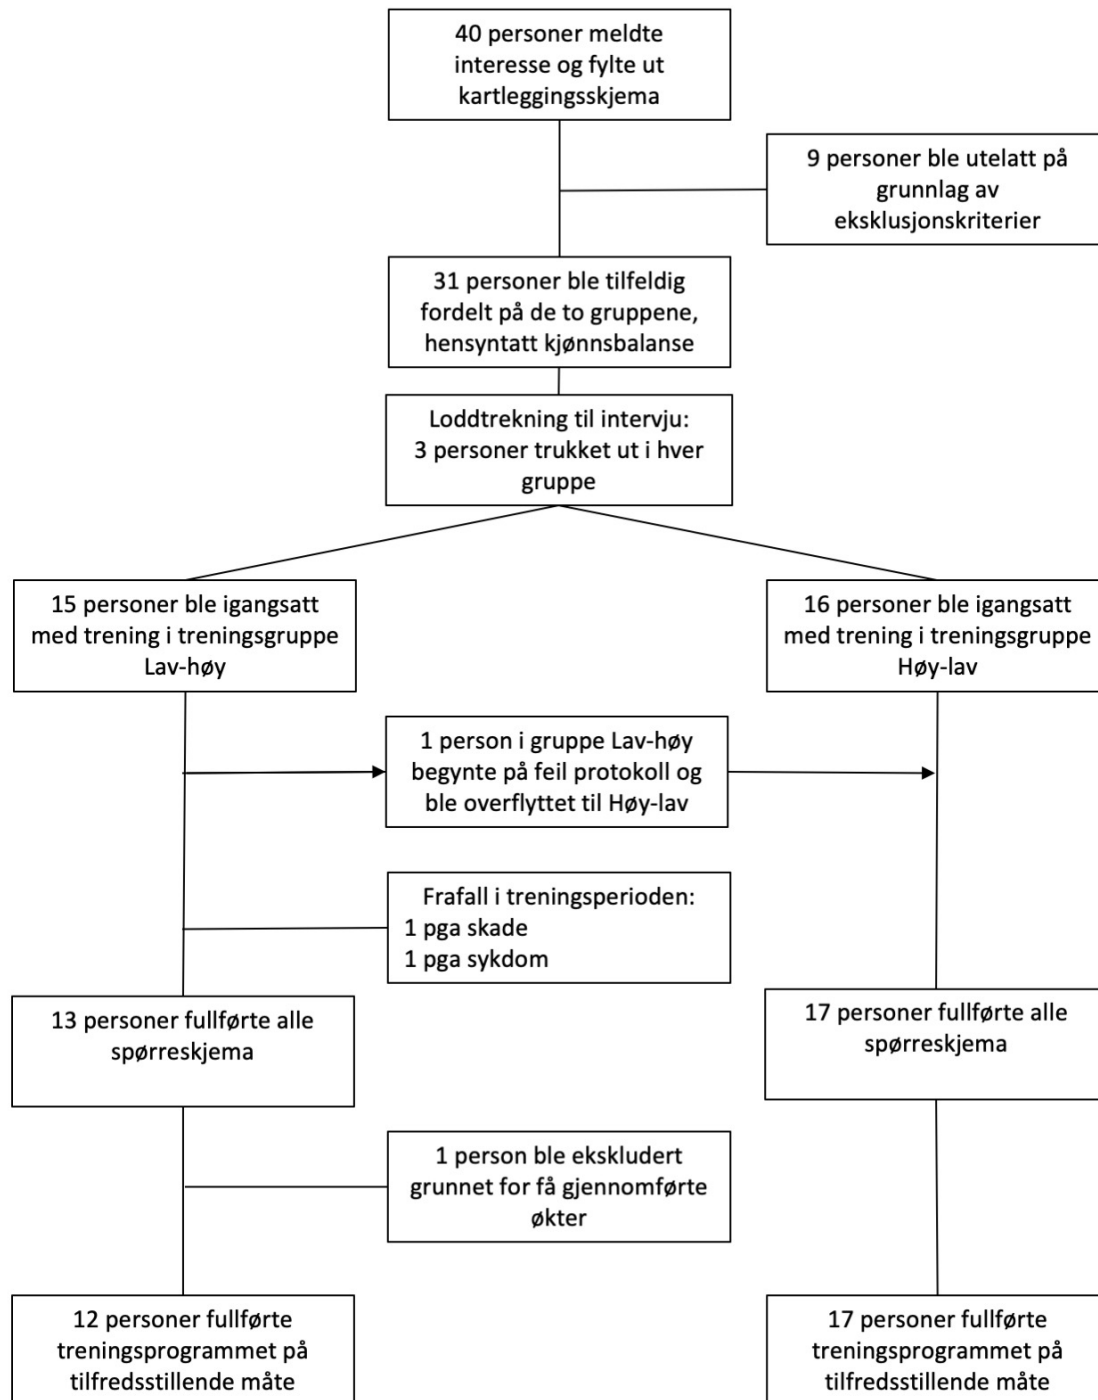 40 personer meldte
interesse og fylte ut
kartleggingsskjema
9 personer ble utelatt på
grunnlag av
eksklusjonskriterier
31 personer ble tilfeldig
fordelt på de to gruppene,
hensyntatt kjønnsbalanse
Loddtrekning til intervju:
3 personer trukket ut i hver
gruppe
15 personer ble igangsatt
med trening i treningsgruppe
Lav-høy
16 personer ble igangsatt
med trening i treningsgruppe
Høy-lav
1 person i gruppe Lav-høy
begynte på feil protokoll og
ble overflyttet til Høy-lav
Frafall i treningsperioden:
1 pga skade
1 pga sykdom
13 personer fullførte alle
spørreskjema
17 personer fullførte alle
spørreskjema
1 person ble ekskludert
grunnet for få gjennomførte
økter
12 personer fullførte
treningsprogrammet på
tilfredsstillende måte
17 personer fullførte
treningsprogrammet på
tilfredsstillende måte